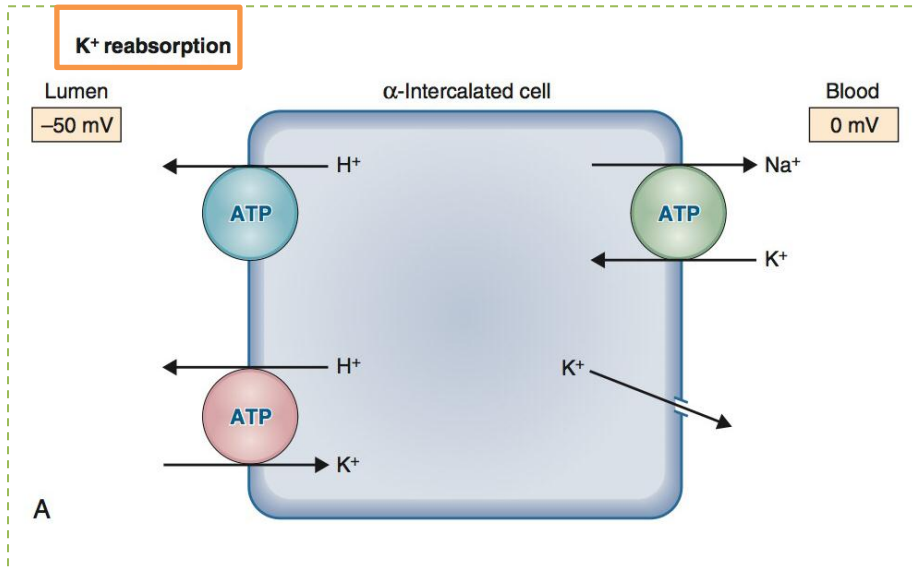 K⁺ reabsorption
Lumen
–50 mV
α-Intercalated cell
Blood
0 mV
H⁺
ATP
Na⁺
ATP
K⁺
H⁺
ATP
K⁺
K⁺
A